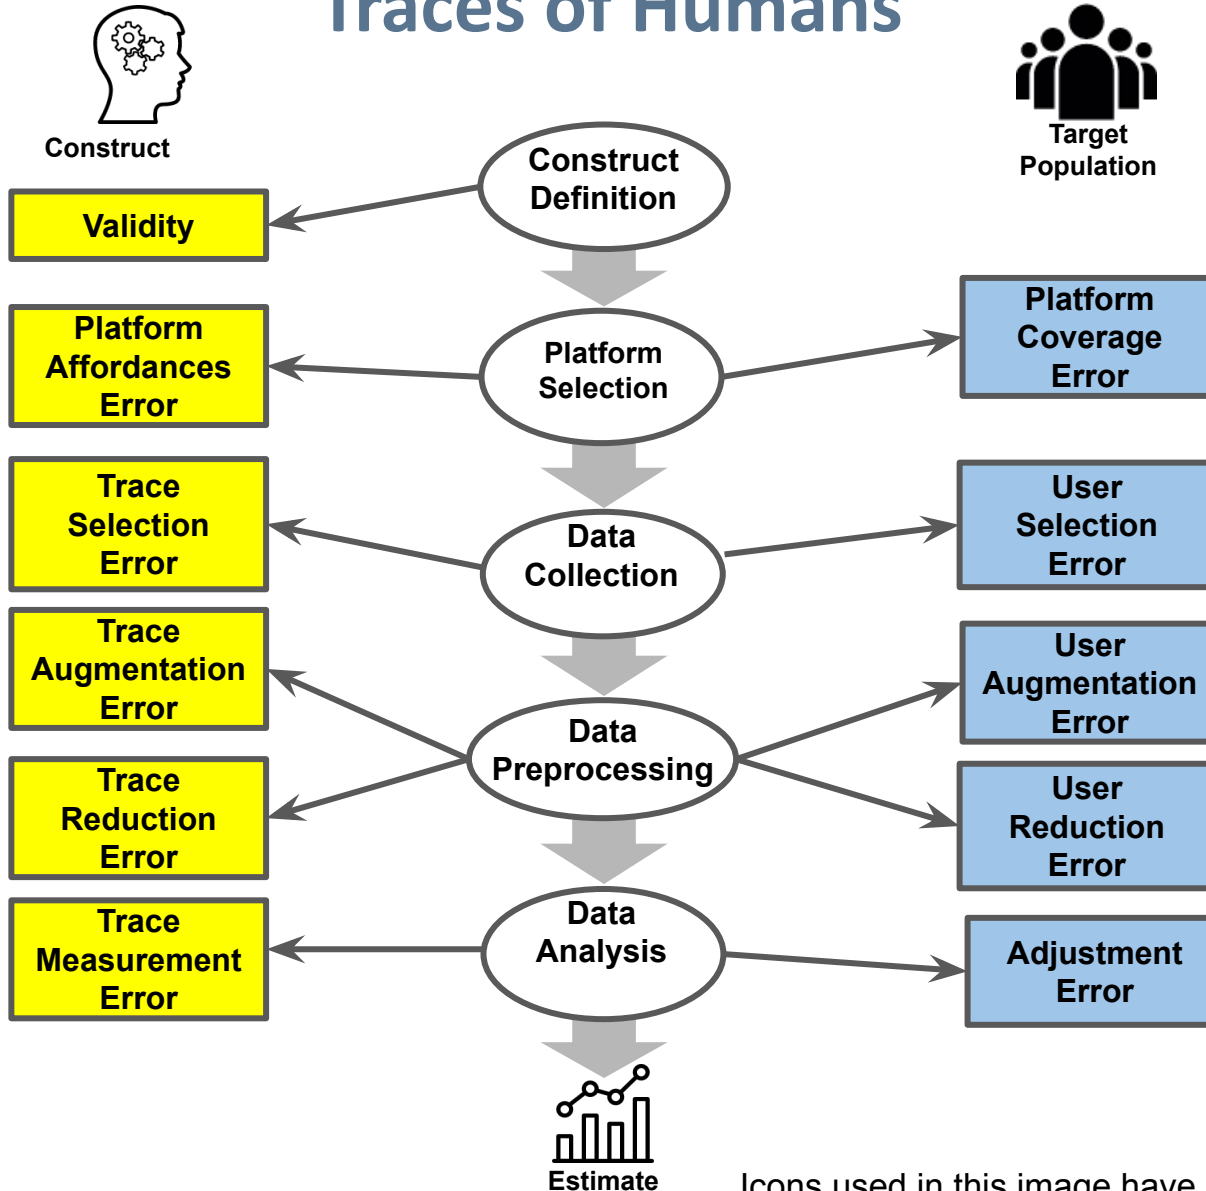 Traces of Humans
Construct
Target
Population
Construct
Definition
Validity
Platform
Affordances
Error
Platform
Selection
Platform
Coverage
Error
Trace
Selection
Error
Data
Collection
User
Selection
Error
Trace
Augmentation
Error
Data
Preprocessing
User
Augmentation
Error
Trace
Reduction
Error
User
Reduction
Error
Trace
Measurement
Error
Data
Analysis
Adjustment
Error
Estimate
Icons used in this image have